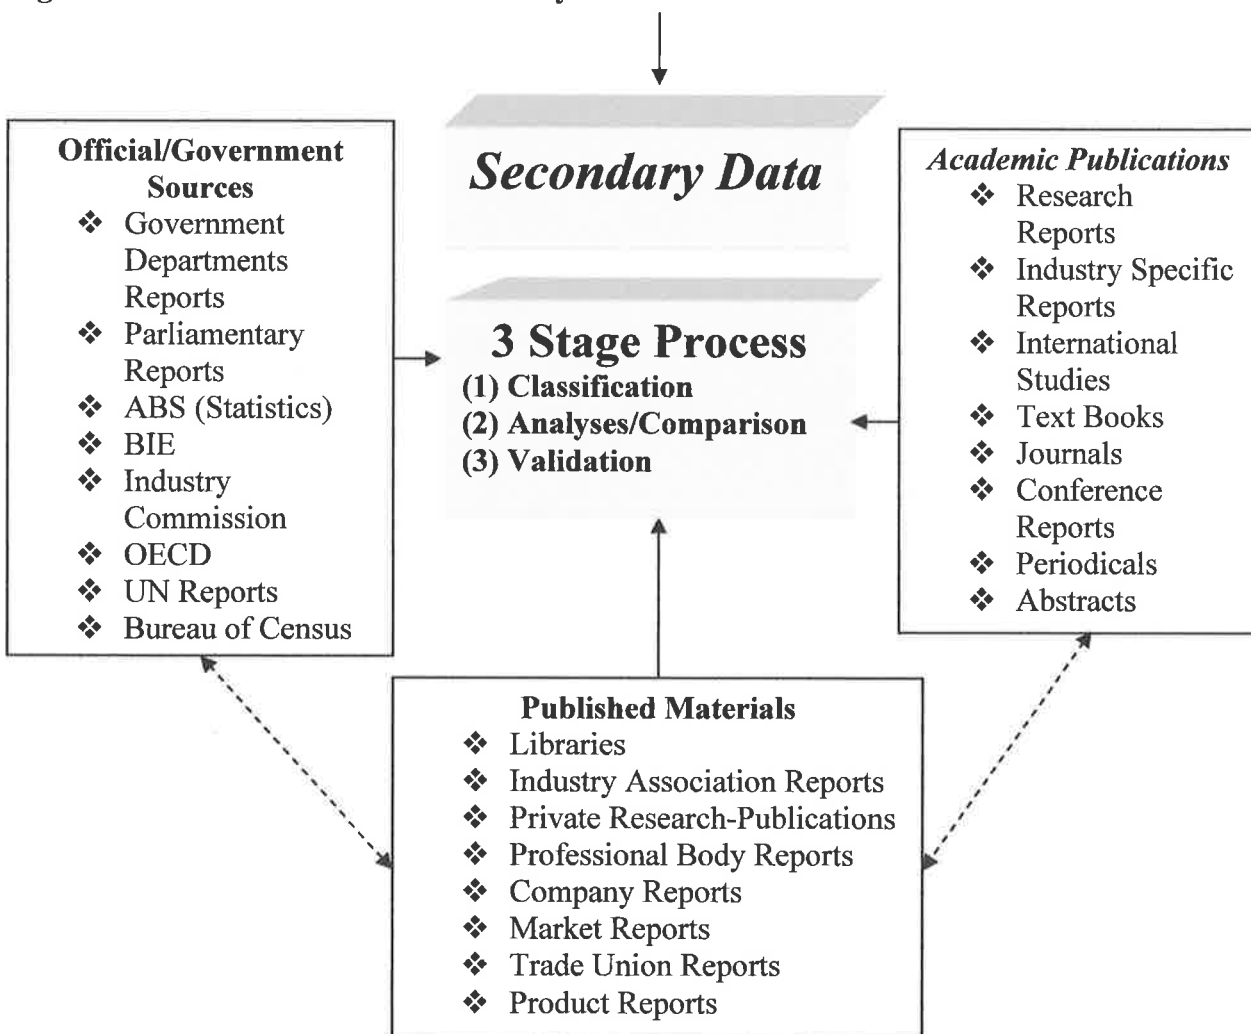 Secondary Data
3 Stage Process
(1) Classification
(2) Analyses/Comparison
(3) Validation
Official/Government
Sources
❖ Government
Departments
Reports
❖ Parliamentary
Reports
❖ ABS (Statistics)
❖ BIE
❖ Industry
Commission
❖ OECD
❖ UN Reports
❖ Bureau of Census
Academic Publications
❖ Research
Reports
❖ Industry Specific
Reports
❖ International
Studies
❖ Text Books
❖ Journals
❖ Conference
Reports
❖ Periodicals
❖ Abstracts
Published Materials
❖ Libraries
❖ Industry Association Reports
❖ Private Research-Publications
❖ Professional Body Reports
❖ Company Reports
❖ Market Reports
❖ Trade Union Reports
❖ Product Reports